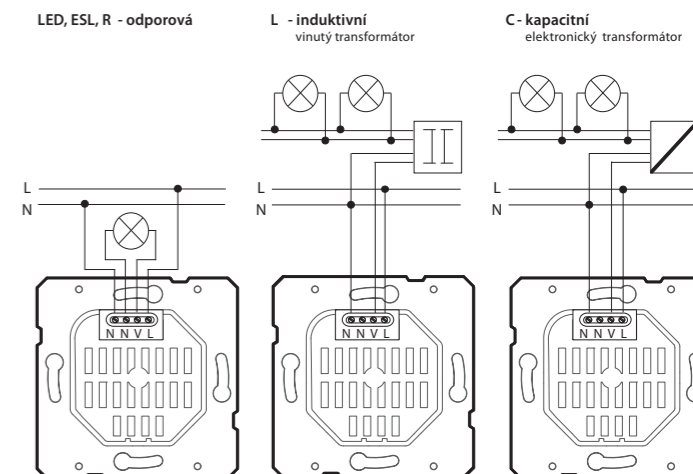 LED, ESL, R - odporová
L - induktivní
vinutý transformátor
C - kapacitní
elektronický transformátor
L
N
N N V L
L
N
N N V L
L
N
N N V L